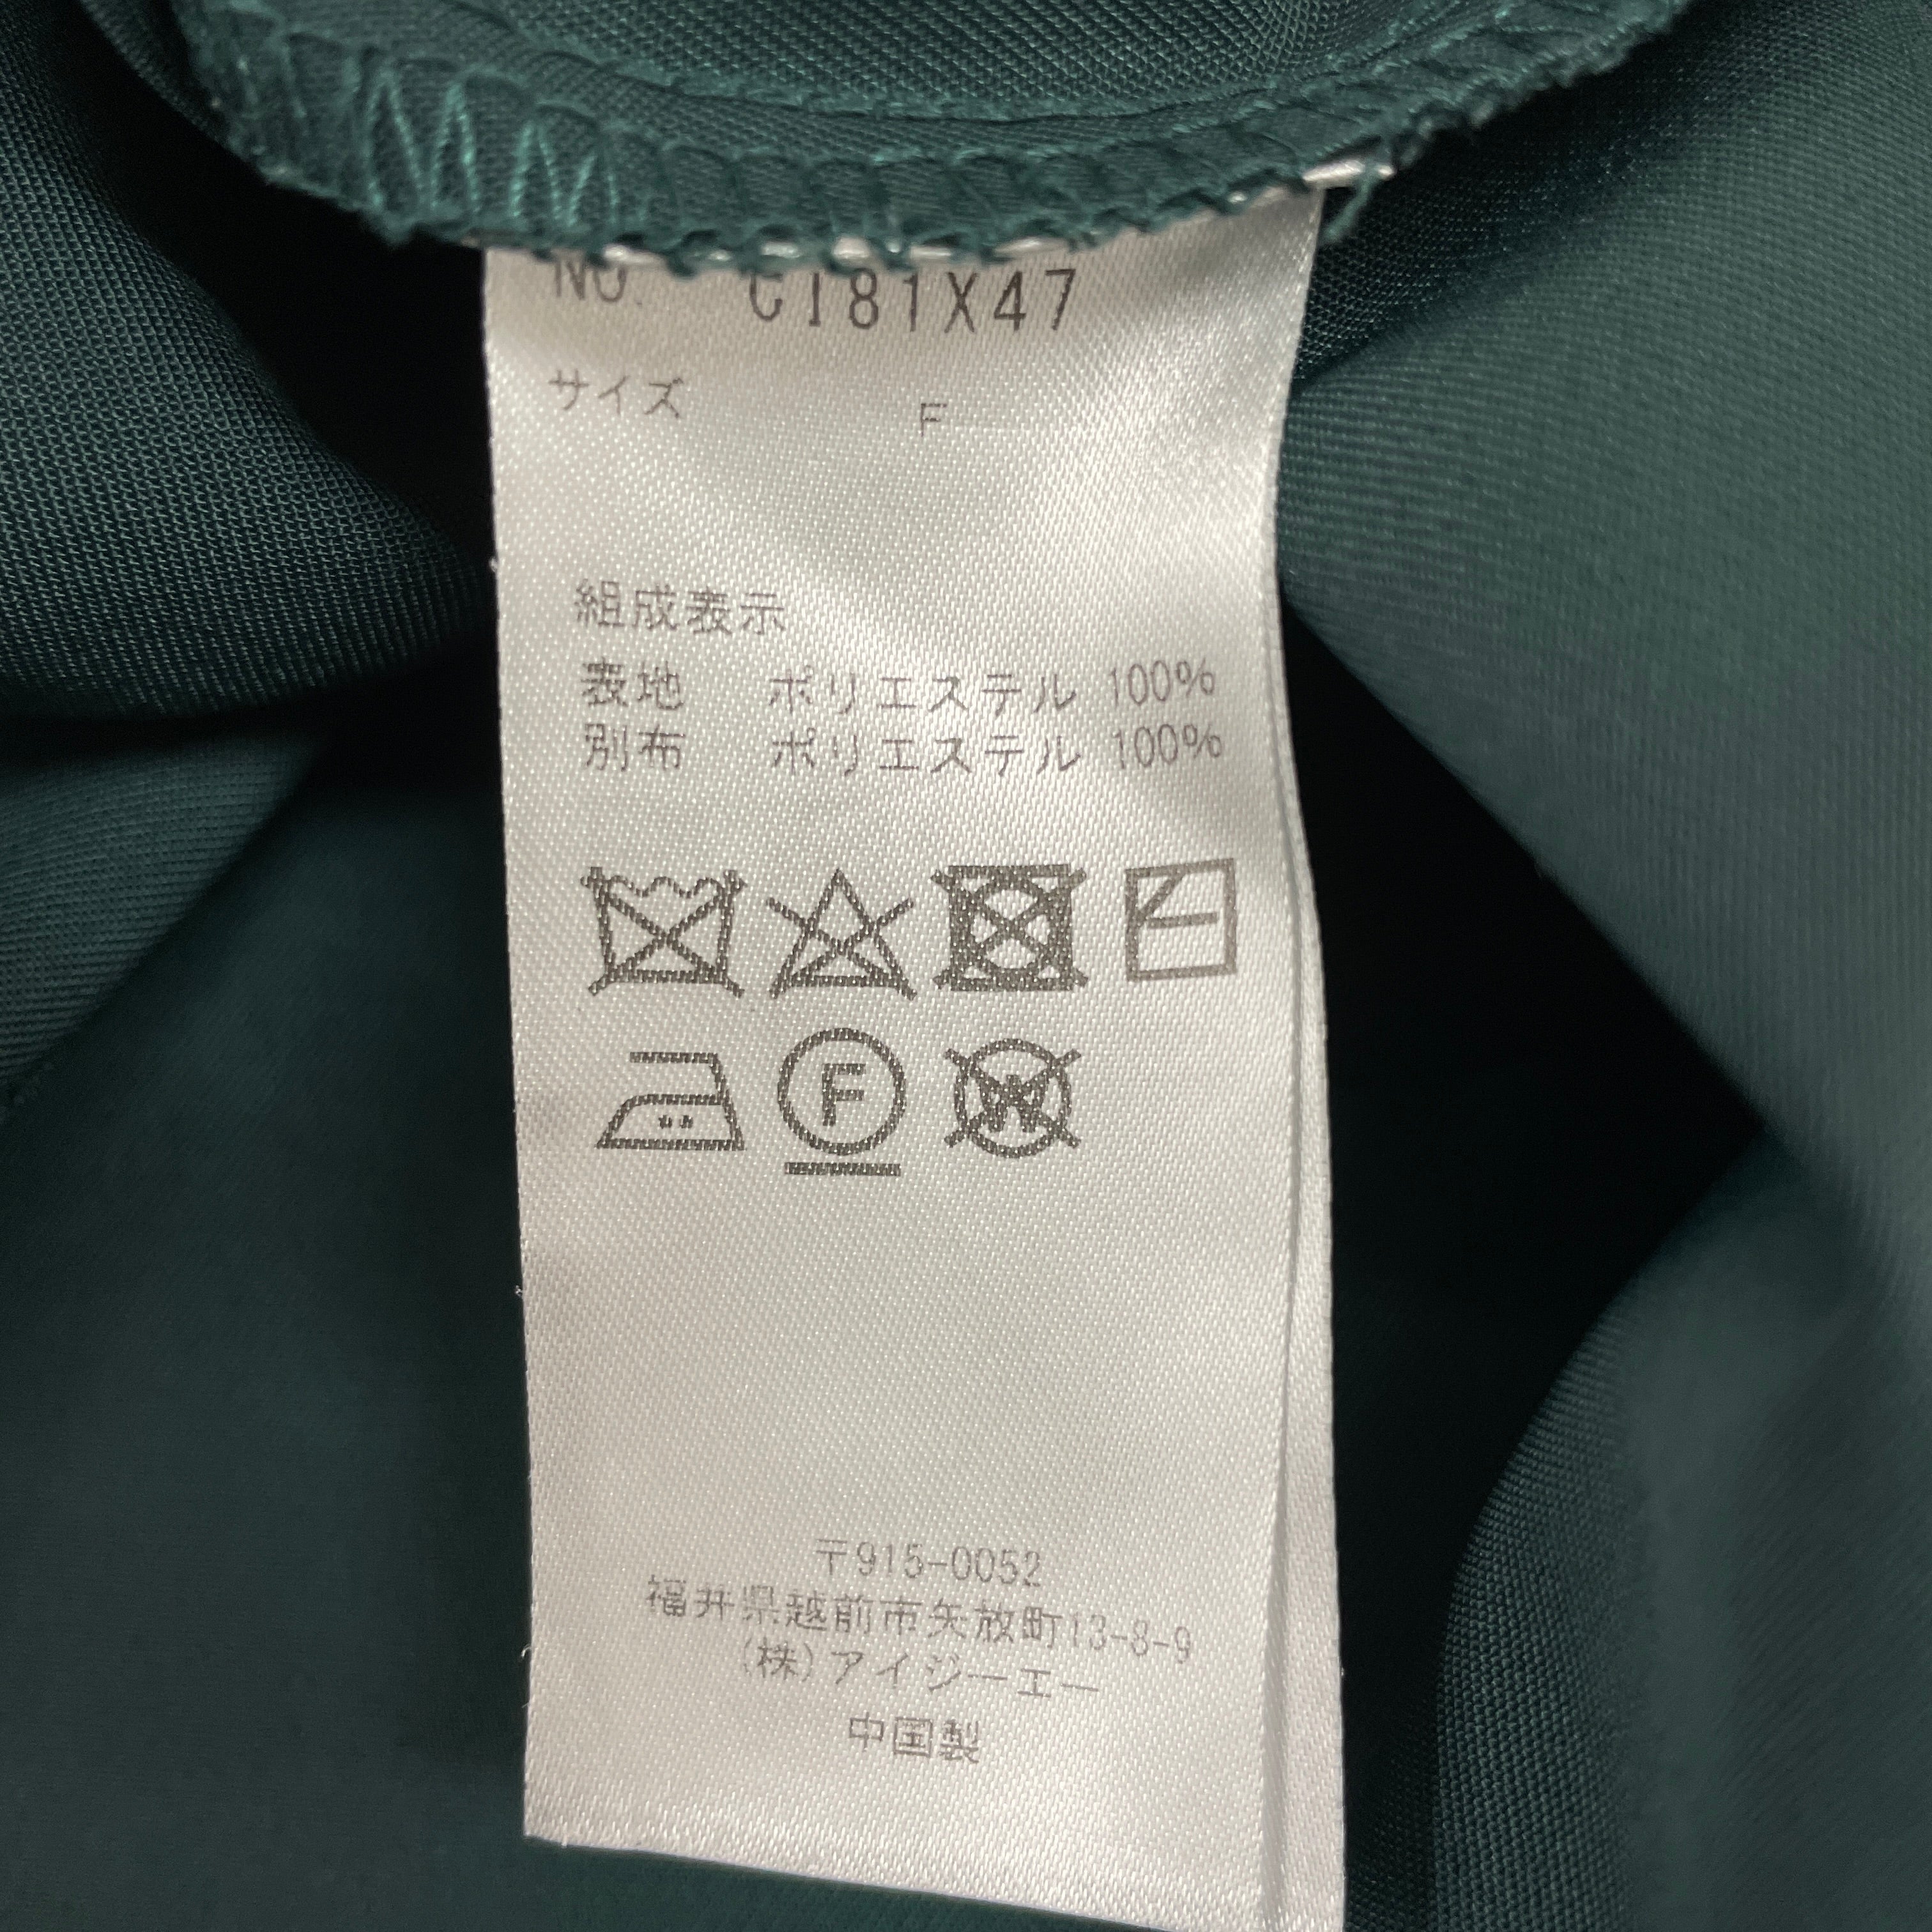 NO. CI81X47
サイズ F
組成表示
表地 ポリエステル 100%
別布 ポリエステル 100%
F
W
〒915-0052
福井県越前市矢放町13-8-9
(株)アイジーエー
中国製